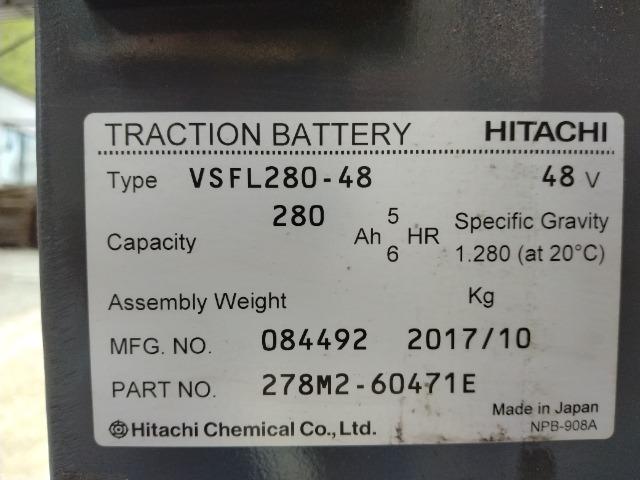 TRACTION BATTERY HITACHI
Type VSFL280-48 48 V
Capacity 280 Ah 5 HR Specific Gravity
6 1.280 (at 20°C)
Assembly Weight Kg
MFG. NO. 084492 2017/10
PART NO. 278M2-60471E
Made in Japan
Hitachi Chemical Co., Ltd. NPB-908A